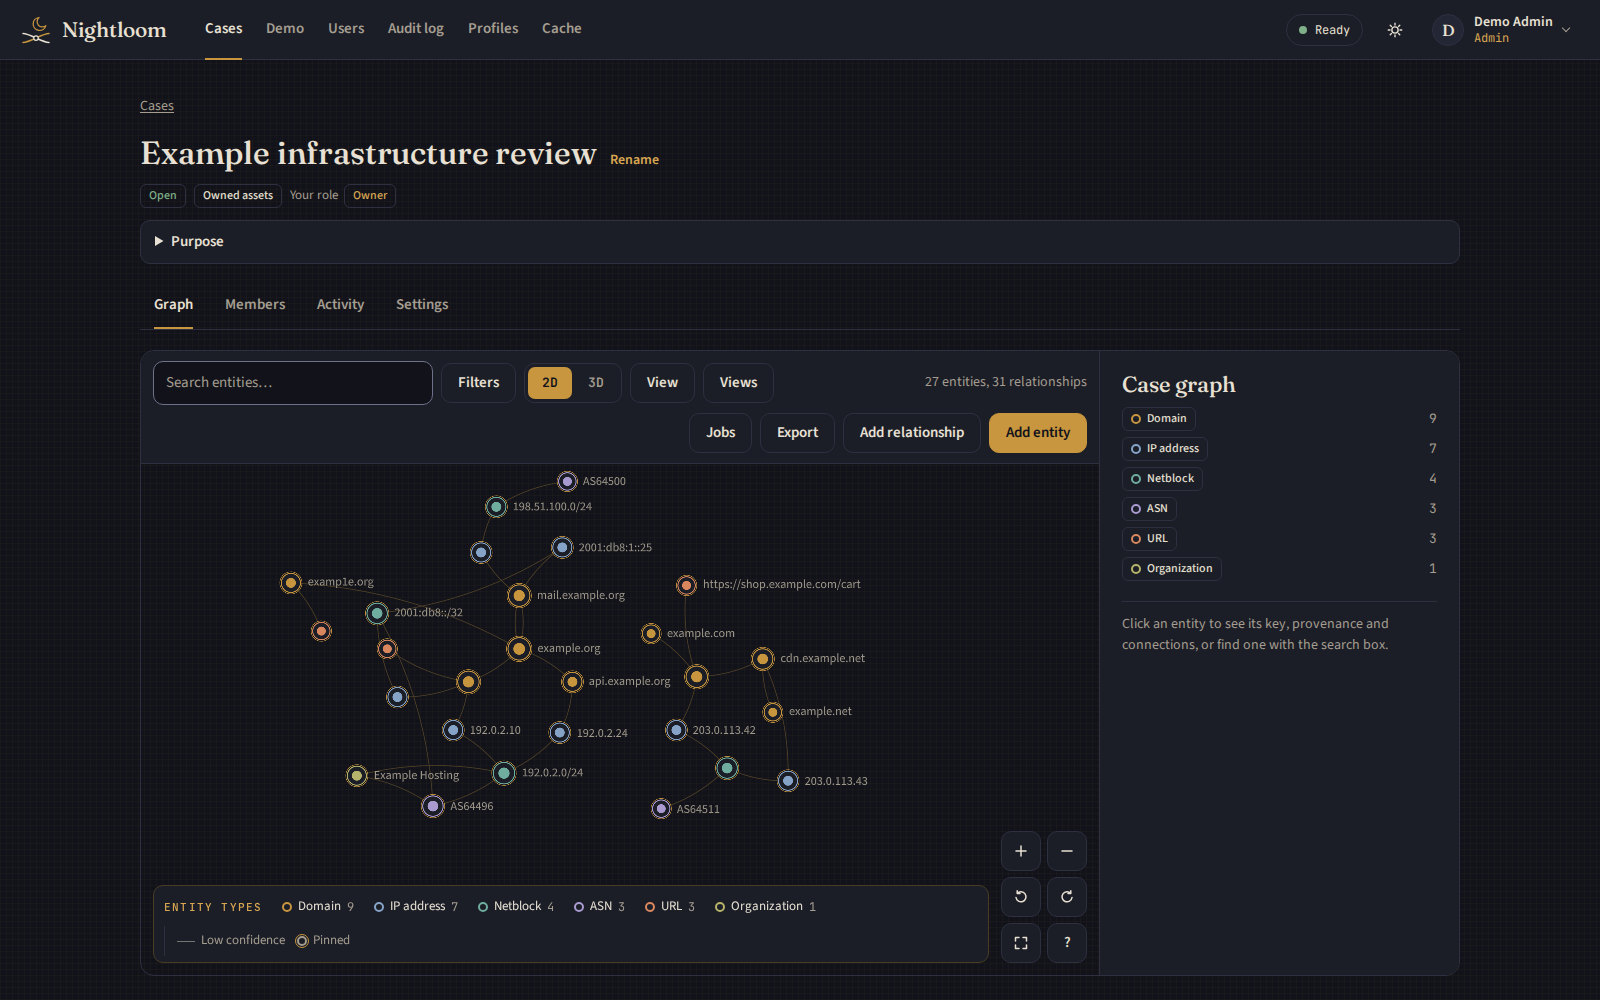 Nightloom Cases Demo Users Audit log Profiles Cache Ready D Demo Admin
Admin
Cases
Example infrastructure review Rename
Open Owned assets Your role Owner
Purpose
Graph Members Activity Settings
Search entities... Filters 2D 3D View Views 27 entities, 31 relationships
Jobs Export Add relationship Add entity
AS64500
198.51.100.0/24
2001:db8:1::25
examp1e.org
mail.example.org
2001:db8::/32
https://shop.example.com/cart
example.com
example.org
cdn.example.net
api.example.org
example.net
192.0.2.10
192.0.2.24
203.0.113.42
Example Hosting
192.0.2.0/24
203.0.113.43
AS64496
AS64511
+ −
?
ENTITY TYPES Domain 9 IP address 7 Netblock 4 ASN 3 URL 3 Organization 1
Low confidence Pinned
Case graph
Domain 9
IP address 7
Netblock 4
ASN 3
URL 3
Organization 1
Click an entity to see its key, provenance and
connections, or find one with the search box.